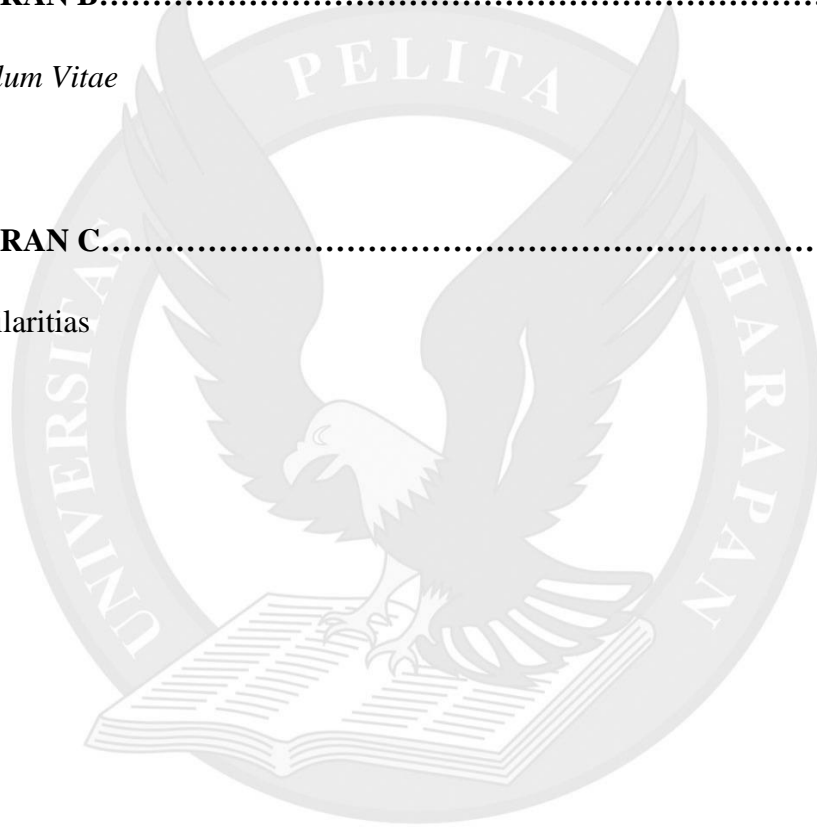 RAN B……………………………………………………………
lum Vitae
RAN C……………………………………………………………
laritias
UNIVERSITAS PELITA HARAPAN